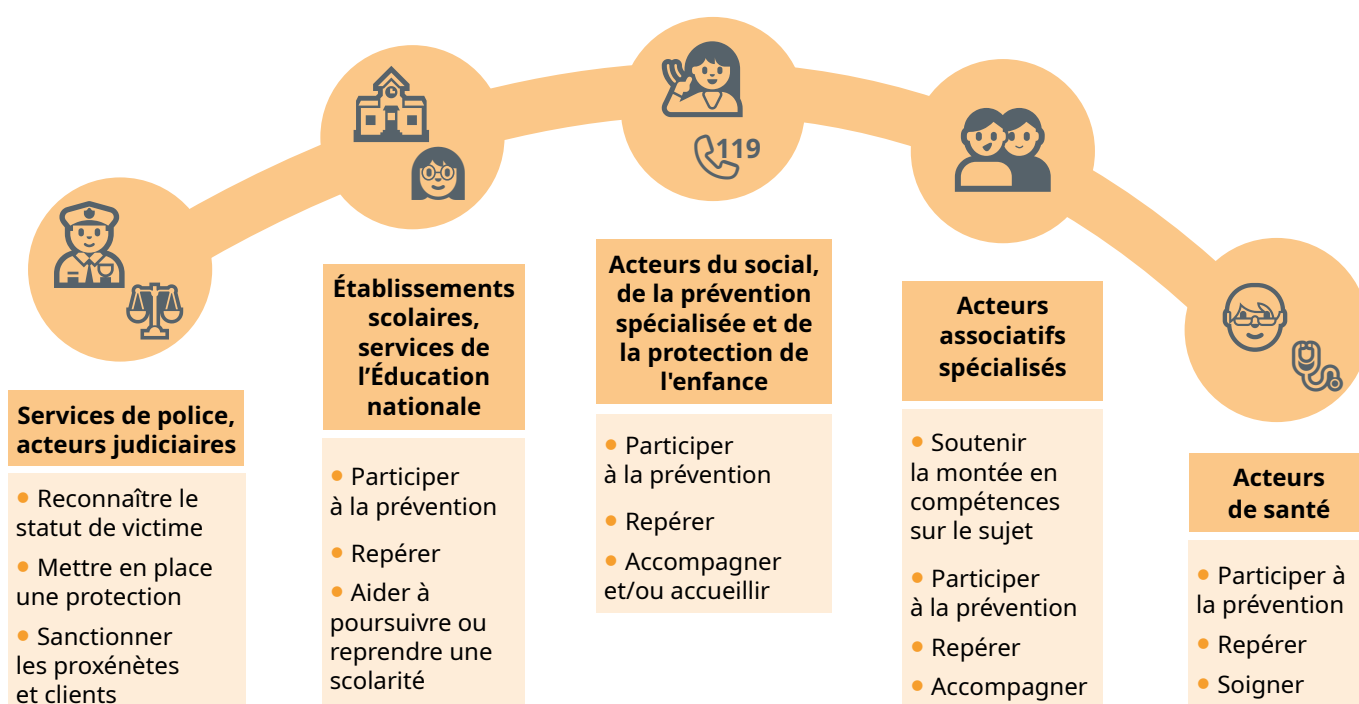 119
Services de police,
acteurs judiciaires
• Reconnaître le
statut de victime
• Mettre en place
une protection
• Sanctionner
les proxénètes
et clients
Établissements
scolaires,
services de
l’Éducation
nationale
• Participer
à la prévention
• Repérer
• Aider à
poursuivre ou
reprendre une
scolarité
Acteurs du social,
de la prévention
spécialisée et de
la protection de
l'enfance
• Participer
à la prévention
• Repérer
• Accompagner
et/ou accueillir
Acteurs
associatifs
spécialisés
• Soutenir
la montée en
compétences
sur le sujet
• Participer
à la prévention
• Repérer
• Accompagner
Acteurs
de santé
• Participer à
la prévention
• Repérer
• Soigner